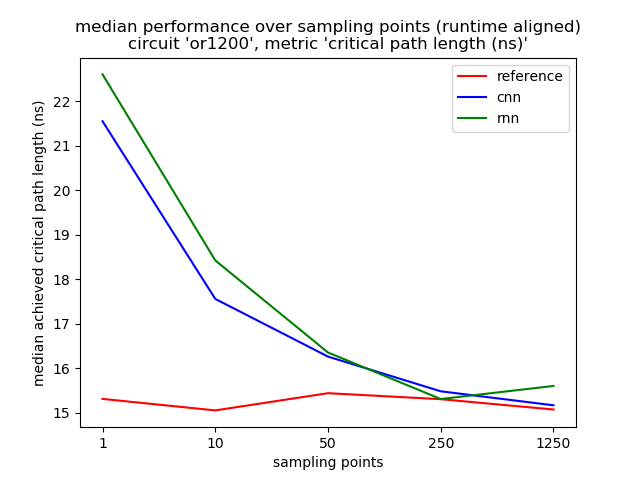 median performance over sampling points (runtime aligned)
circuit 'or1200', metric 'critical path length (ns)'
reference
cnn
rnn
median achieved critical path length (ns)
22
21
20
19
18
17
16
15
1
10
50
250
1250
sampling points